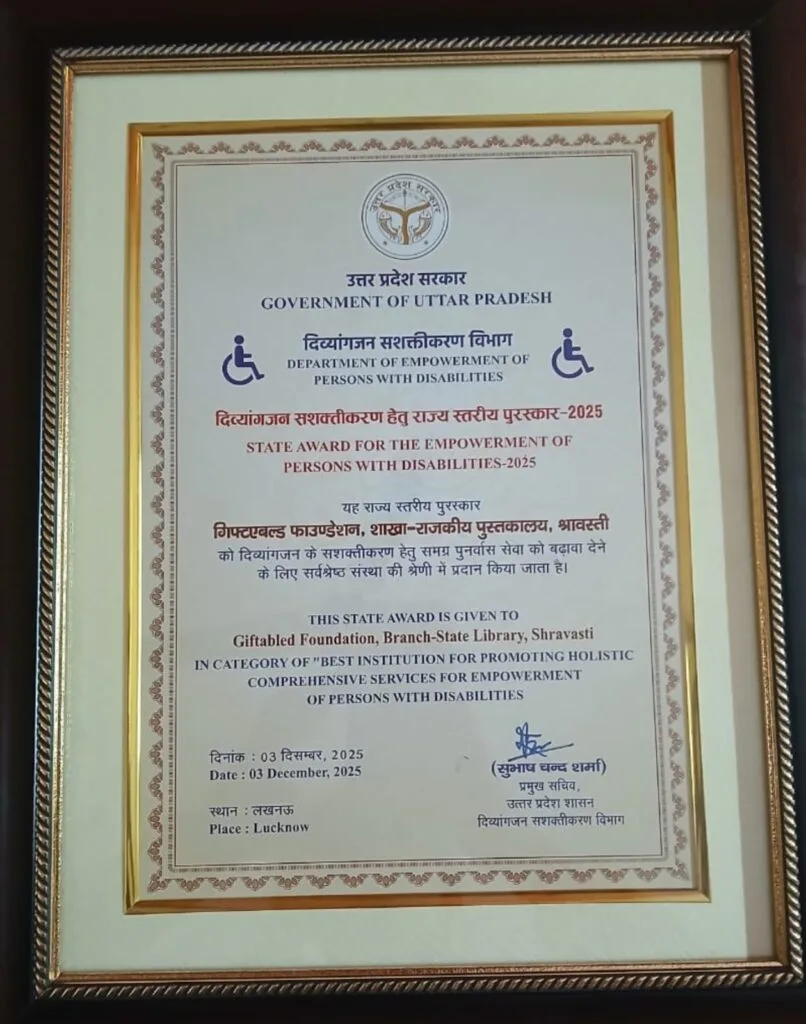 उत्तर प्रदेश सरकार
उत्तर प्रदेश सरकार
GOVERNMENT OF UTTAR PRADESH
दिव्यांगजन सशक्तीकरण विभाग
DEPARTMENT OF EMPOWERMENT OF
PERSONS WITH DISABILITIES
दिव्यांगजन सशक्तीकरण हेतु राज्य स्तरीय पुरस्कार-2025
STATE AWARD FOR THE EMPOWERMENT OF
PERSONS WITH DISABILITIES-2025
यह राज्य स्तरीय पुरस्कार
गिफ्टएबल्ड फाउण्डेशन, शाखा-राजकीय पुस्तकालय, श्रावस्ती
को दिव्यांगजन के सशक्तीकरण हेतु समग्र पुनर्वास सेवा को बढ़ावा देने
के लिए सर्वश्रेष्ठ संस्था की श्रेणी में प्रदान किया जाता है।
THIS STATE AWARD IS GIVEN TO
Giftabled Foundation, Branch-State Library, Shravasti
IN CATEGORY OF "BEST INSTITUTION FOR PROMOTING HOLISTIC
COMPREHENSIVE SERVICES FOR EMPOWERMENT
OF PERSONS WITH DISABILITIES
दिनांक : 03 दिसम्बर, 2025
Date : 03 December, 2025
स्थान : लखनऊ
Place : Lucknow
(सुभाष चन्द शर्मा)
प्रमुख सचिव,
उत्तर प्रदेश शासन
दिव्यांगजन सशक्तीकरण विभाग